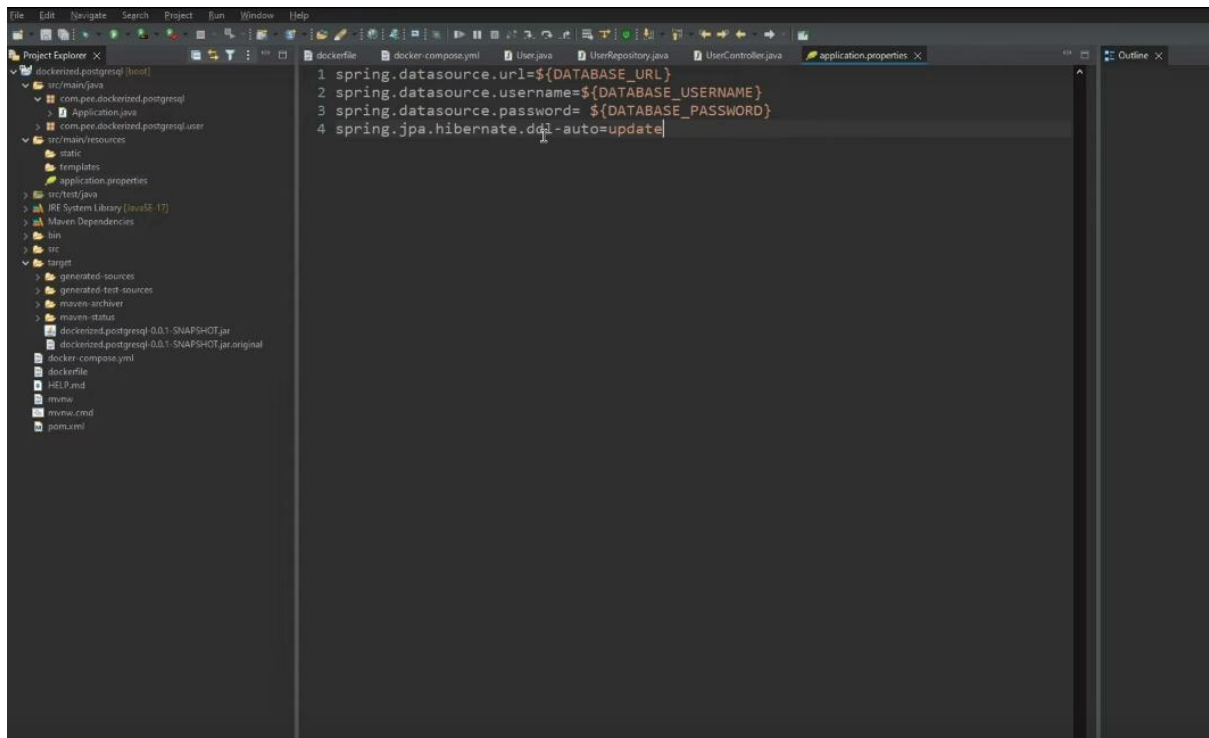 File Edit Navigate Search Project Run Window Help
Project Explorer
dockerfile docker-compose.yml User.java UserRepository.java UserController.java application.properties
Outline
dockerized.postgresql [boot]
src/main/java
com.pee.dockerized.postgresql
Application.java
com.pee.dockerized.postgresql.user
src/main/resources
static
templates
application.properties
src/test/java
JRE System Library [JavaSE-17]
Maven Dependencies
bin
src
target
generated-sources
generated-test-sources
maven-archiver
maven-status
dockerized.postgresql-0.0.1-SNAPSHOT.jar
dockerized.postgresql-0.0.1-SNAPSHOT.jar.original
docker-compose.yml
dockerfile
HELP.md
mvnw
mvnw.cmd
pom.xml
1 spring.datasource.url=${DATABASE_URL}
2 spring.datasource.username=${DATABASE_USERNAME}
3 spring.datasource.password= ${DATABASE_PASSWORD}
4 spring.jpa.hibernate.ddl-auto=update